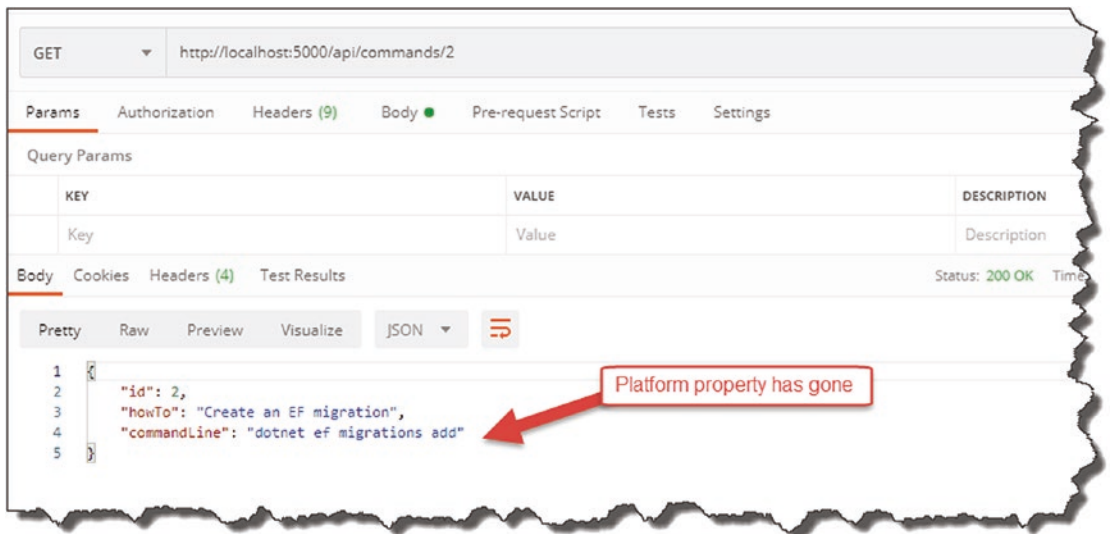 GET http://localhost:5000/api/commands/2
Params Authorization Headers (9) Body Pre-request Script Tests Settings
Query Params
KEY VALUE DESCRIPTION
Key Value Description
Body Cookies Headers (4) Test Results Status: 200 OK Time
Pretty Raw Preview Visualize JSON
1 {
2 "id": 2,
3 "howTo": "Create an EF migration",
4 "commandLine": "dotnet ef migrations add"
5 }
Platform property has gone